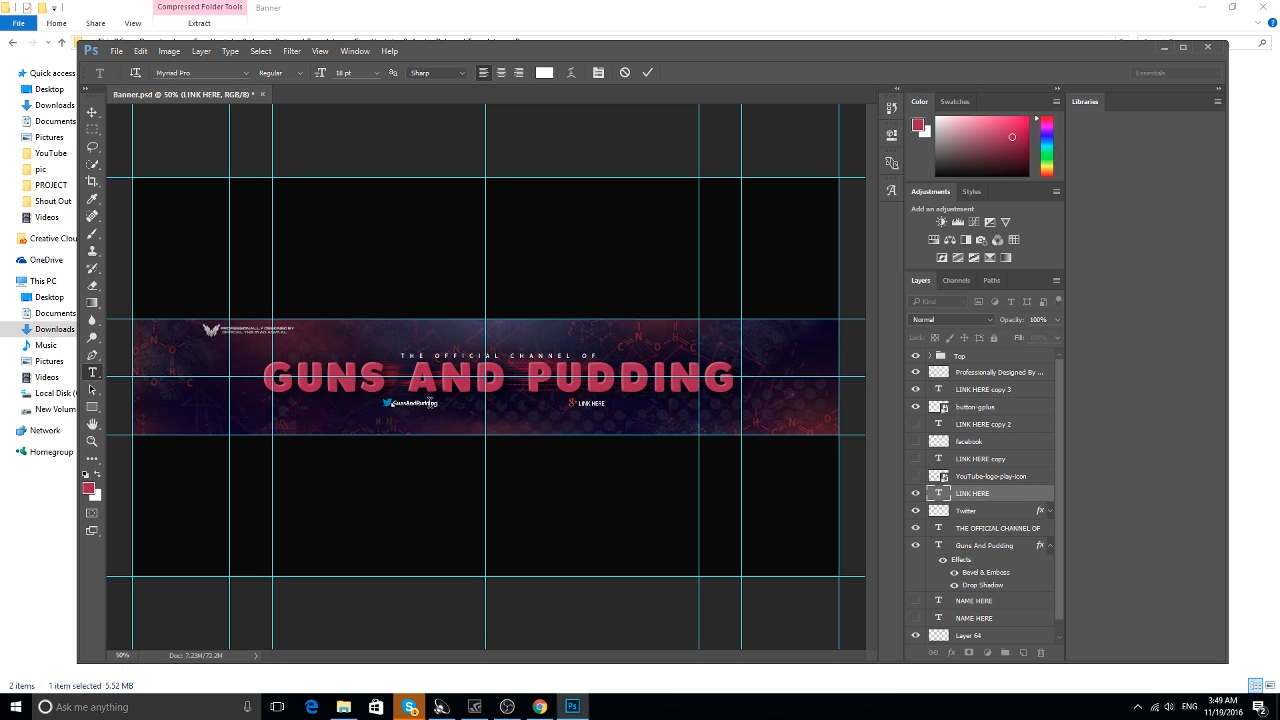 Compressed Folder Tools
Banner
File
Home
Share
View
Extract
Quick access
Desktop
Downloads
Documents
Pictures
YouTube
pic
PROJECT
Shout Out
Videos
Creative Clou
OneDrive
This PC
Desktop
Documents
Downloads
Music
Pictures
Videos
Local Disk (
New Volum
Network
Homegroup
2 items
1 item selected 5.52 MB
Ps
File
Edit
Image
Layer
Type
Select
Filter
View
Window
Help
Myriad Pro
Regular
18 pt
Sharp
Essentials
Banner.psd @ 50% (LINK HERE, RGB/8) *
PROFESSIONALLY DESIGNED BY
THE OFFICIAL CHANNEL OF
GUNS AND PUDDING
GunsAndPudding
LINK HERE
50%
Doc: 7.23M/72.2M
Color
Swatches
Libraries
Adjustments
Styles
Add an adjustment
Layers
Channels
Paths
Kind
Normal
Opacity:
100%
Lock:
Fill:
100%
Top
Professionally Designed By ...
LINK HERE copy 3
button-gplus
LINK HERE copy 2
facebook
LINK HERE copy
YouTube-logo-play-icon
LINK HERE
Twitter
fx
THE OFFICIAL CHANNEL OF
Guns And Pudding
fx
Effects
Bevel & Emboss
Drop Shadow
NAME HERE
NAME HERE
Layer 64
fx
Ask me anything
Ps
ENG
3:49 AM
11/19/2016